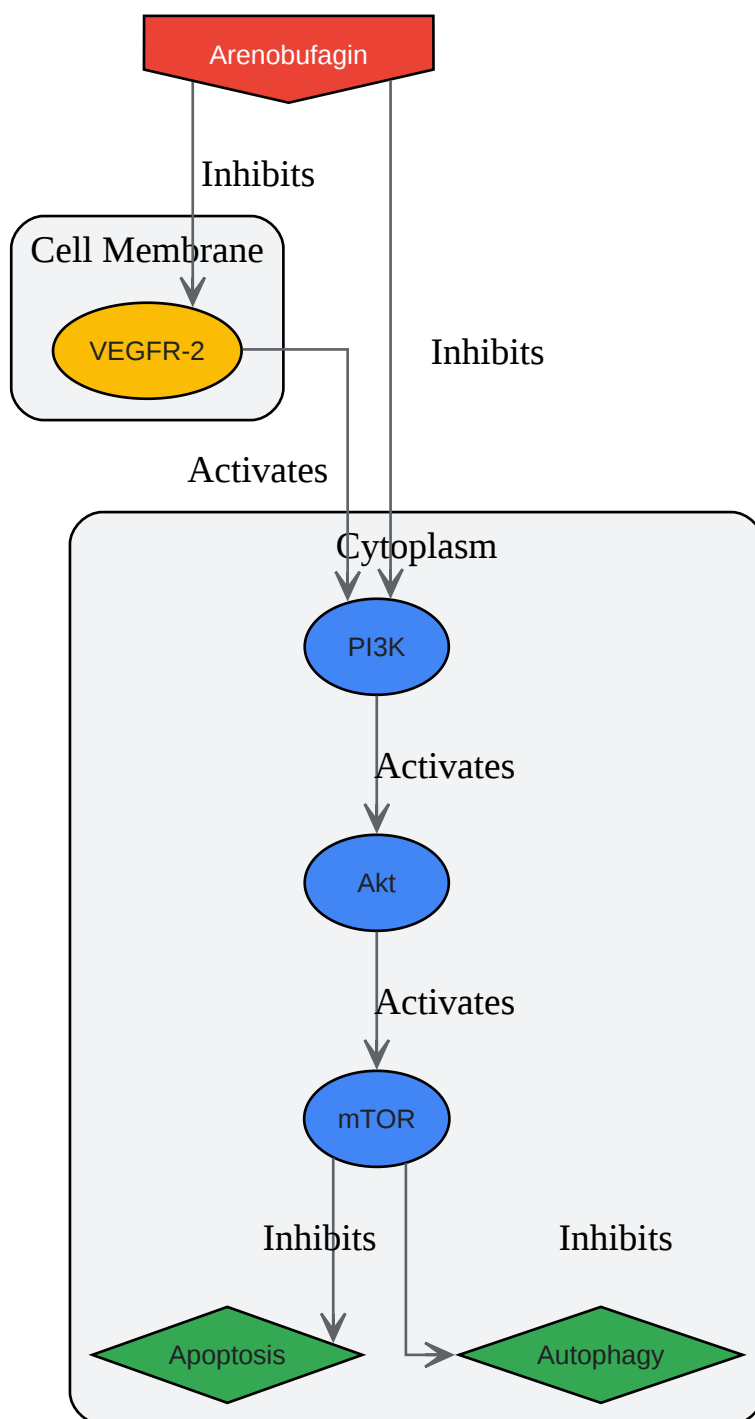 Arenobufagin
Inhibits
Cell Membrane
VEGFR-2
Inhibits
Activates
Cytoplasm
PI3K
Activates
Akt
Activates
mTOR
Inhibits
Inhibits
Apoptosis
Autophagy